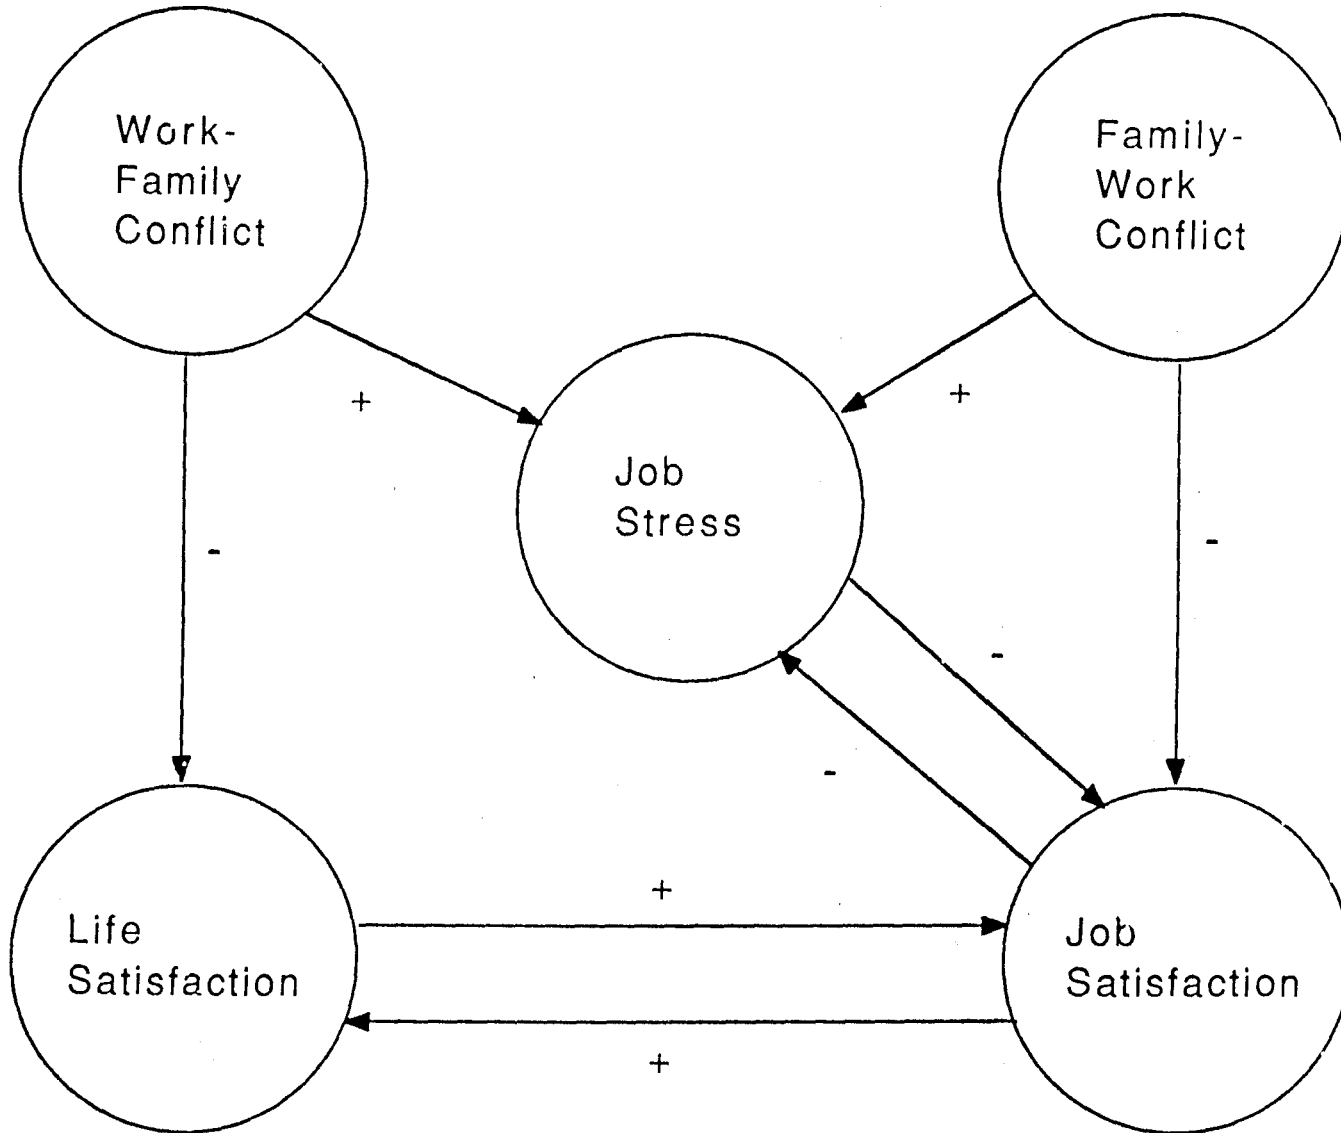 Work-
Family
Conflict
Family-
Work
Conflict
+
+
Job
Stress
-
-
-
-
+
Life
Satisfaction
Job
Satisfaction
+